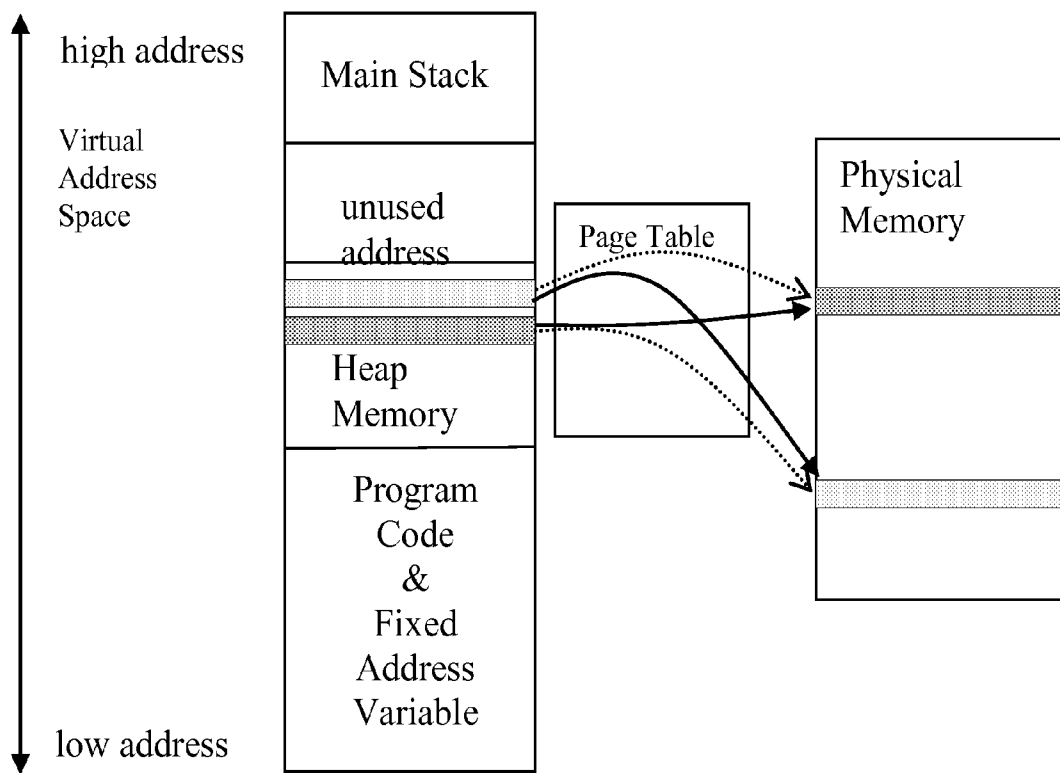 high address
Virtual
Address
Space
low address
Main Stack
unused
address
Heap
Memory
Program
Code
&
Fixed
Address
Variable
Page Table
Physical
Memory